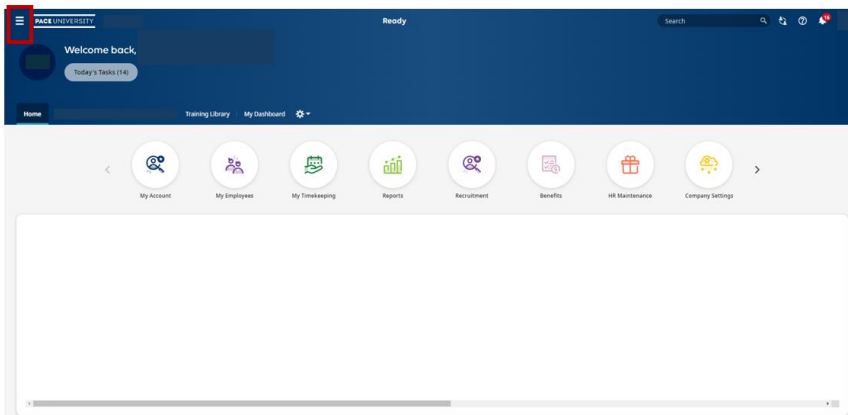 PACE UNIVERSITY
Ready
Search
16
Welcome back,
Today's Tasks (14)
Home
Training Library
My Dashboard
My Account
My Employees
My Timekeeping
Reports
Recruitment
Benefits
HR Maintenance
Company Settings